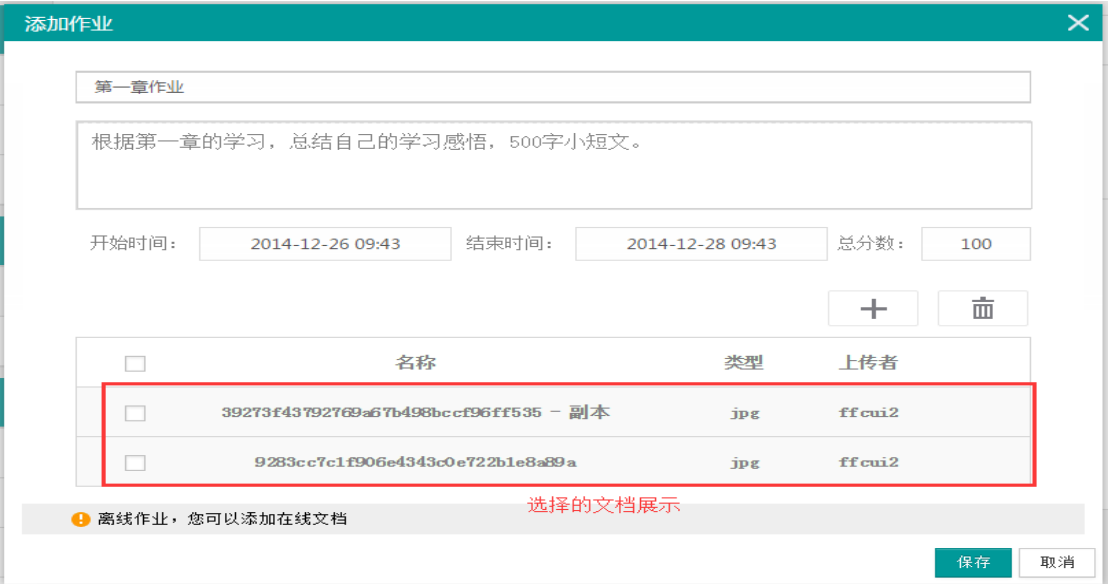 添加作业
第一章作业
根据第一章的学习，总结自己的学习感悟，500字小短文。
开始时间： 2014-12-26 09:43 结束时间： 2014-12-28 09:43 总分数： 100
名称 类型 上传者
39273f43792769a67b498bccf96ff535 - 副本 jpg ffcui2
9283cc7c1f906e4343c0e722b1e8a89a jpg ffcui2
选择的文档展示
离线作业，您可以添加在线文档
保存 取消